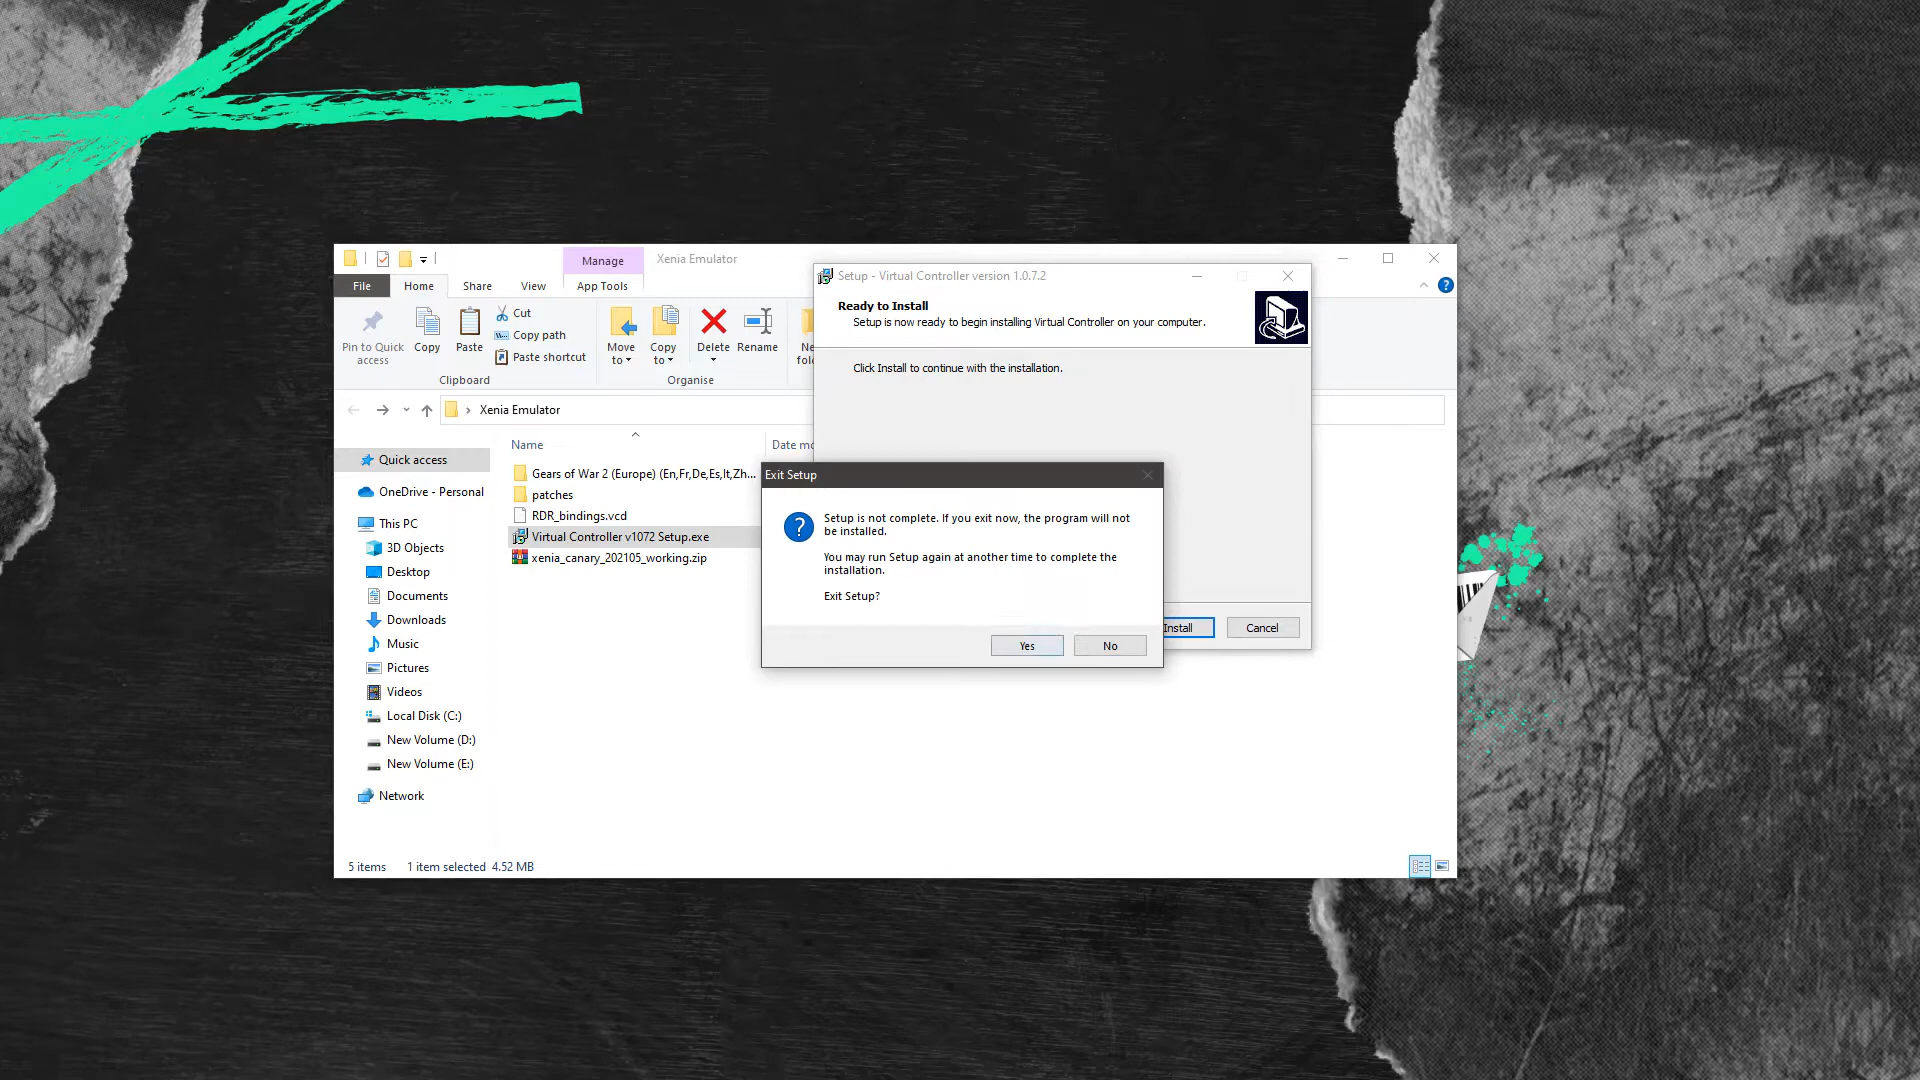 Manage
Xenia Emulator
File
Home
Share
View
App Tools
Pin to Quick
access
Copy
Paste
Cut
Copy path
Paste shortcut
Clipboard
Move
to
Copy
to
Delete
Rename
Organise
Ne
fol
Xenia Emulator
Name
Date mo
Quick access
OneDrive - Personal
This PC
3D Objects
Desktop
Documents
Downloads
Music
Pictures
Videos
Local Disk (C:)
New Volume (D:)
New Volume (E:)
Network
Gears of War 2 (Europe) (En,Fr,De,Es,It,Zh...
patches
RDR_bindings.vcd
Virtual Controller v1072 Setup.exe
xenia_canary_202105_working.zip
5 items
1 item selected 4.52 MB
Setup - Virtual Controller version 1.0.7.2
Ready to Install
Setup is now ready to begin installing Virtual Controller on your computer.
Click Install to continue with the installation.
Install
Cancel
Exit Setup
Setup is not complete. If you exit now, the program will not
be installed.
You may run Setup again at another time to complete the
installation.
Exit Setup?
Yes
No